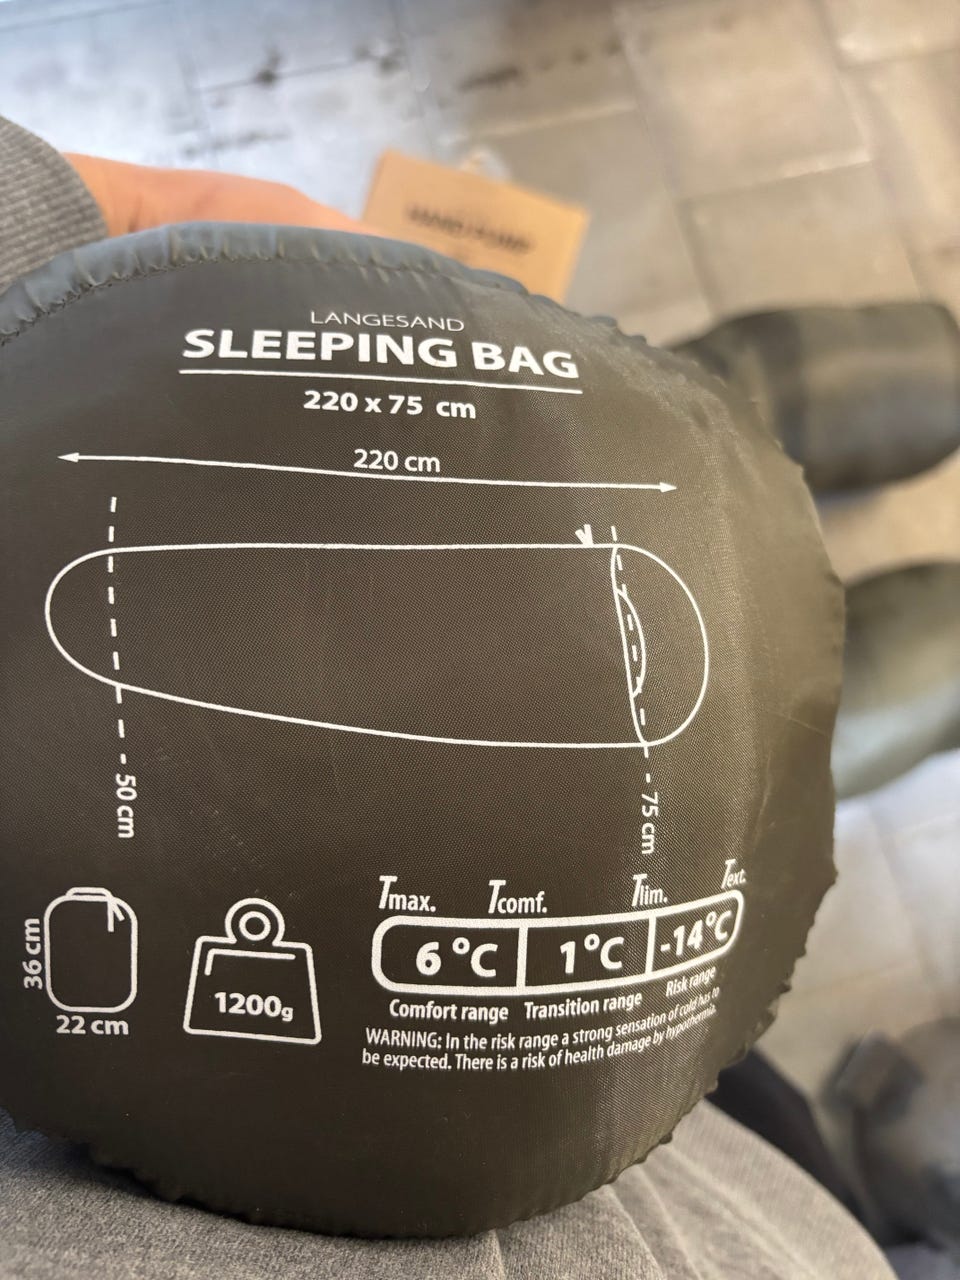 LANGESAND
SLEEPING BAG
220 x 75 cm
220 cm
50 cm
75 cm
36 cm
22 cm
1200g
Tmax. Tcomf. Tlim. Text.
6 °C 1°C -14°C
Comfort range Transition range Risk range
WARNING: In the risk range a strong sensation of cold has to
be expected. There is a risk of health damage by hypothermia.